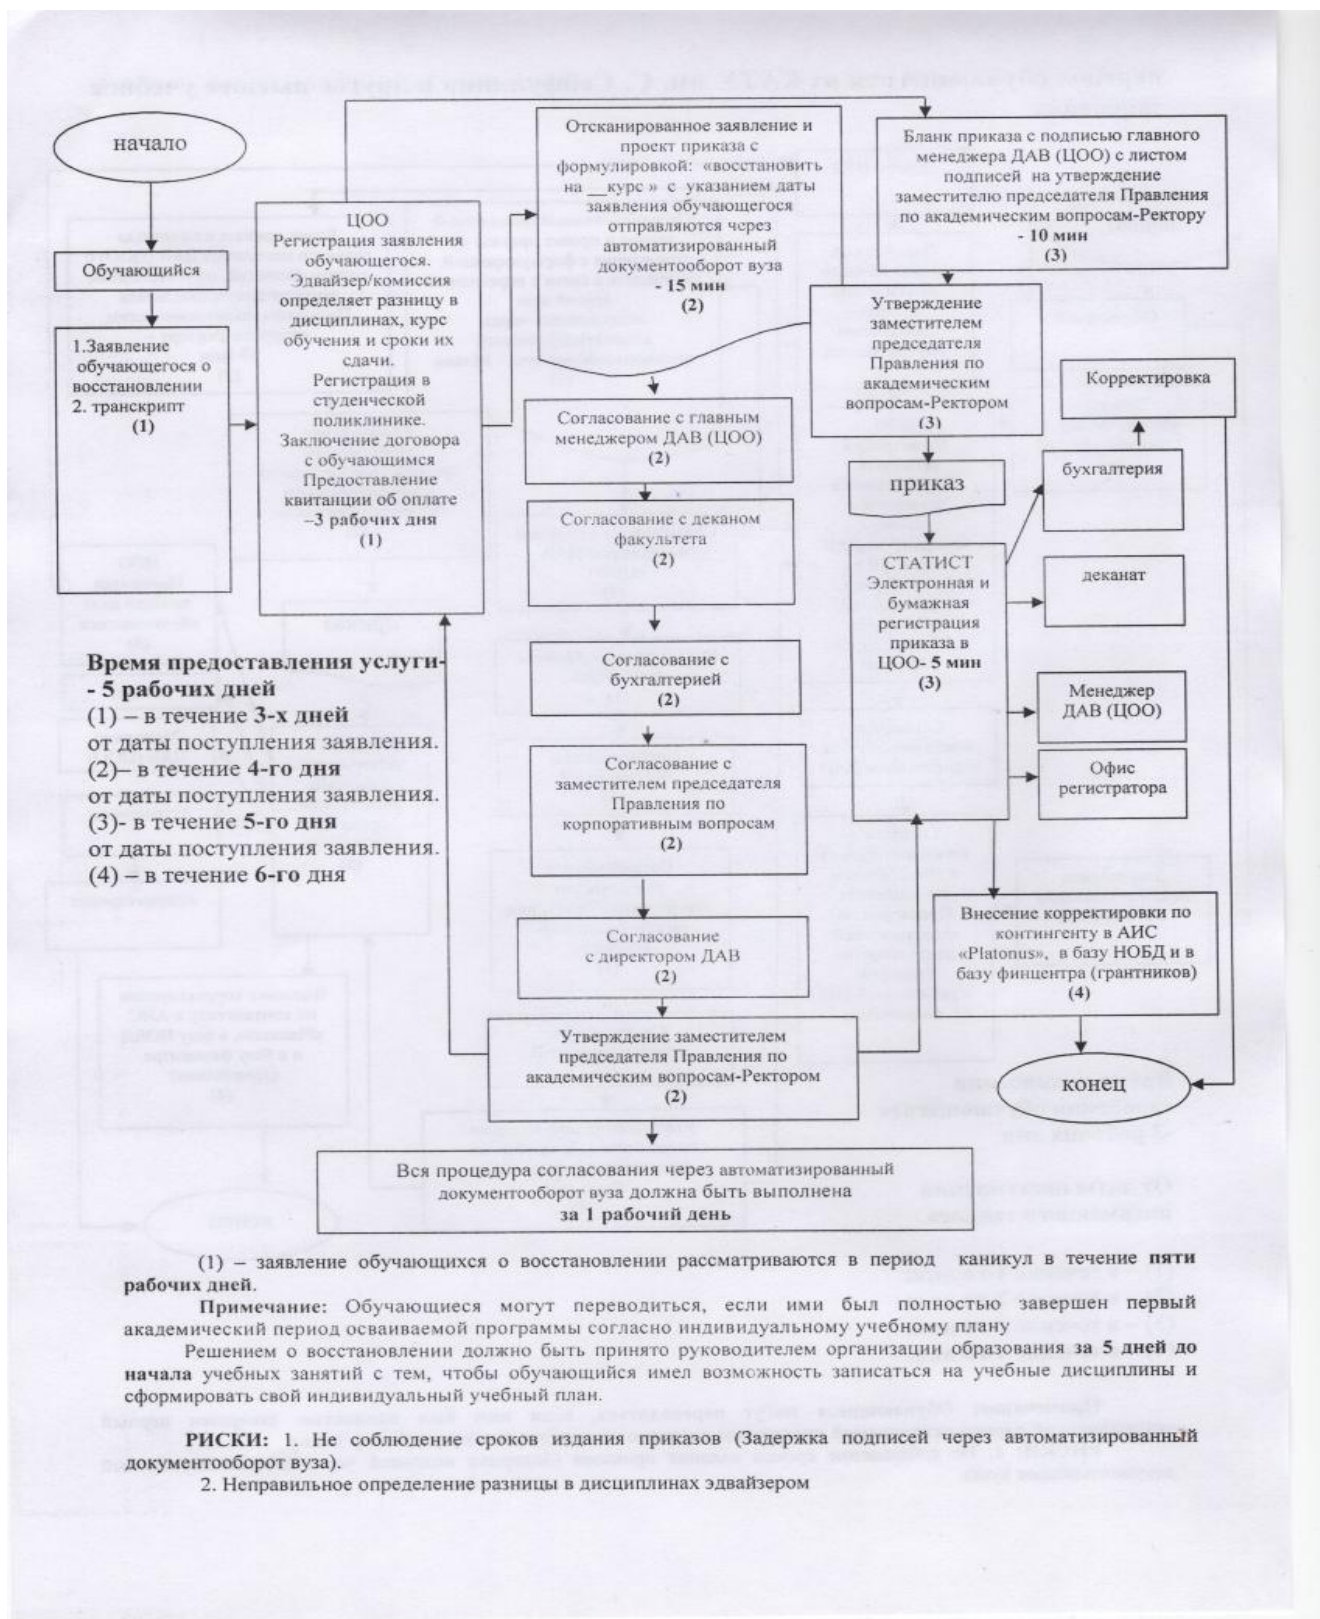 начало
Обучающийся
1.Заявление
обучающегося о
восстановлении
2. транскрипт
(1)
ЦОО
Регистрация заявления
обучающегося.
Эдвайзер/комиссия
определяет разницу в
дисциплинах, курс
обучения и сроки их
сдачи.
Регистрация в
студенческой
поликлинике.
Заключение договора
с обучающимся
Предоставление
квитанции об оплате
–3 рабочих дня
(1)
Отсканированное заявление и
проект приказа с
формулировкой: «восстановить
на __курс » с указанием даты
заявления обучающегося
отправляются через
автоматизированный
документооборот вуза
- 15 мин
(2)
Согласование с главным
менеджером ДАВ (ЦОО)
(2)
Согласование с деканом
факультета
(2)
Согласование с
бухгалтерией
(2)
Согласование с
заместителем председателя
Правления по
корпоративным вопросам
(2)
Согласование
с директором ДАВ
(2)
Утверждение заместителем
председателя Правления по
академическим вопросам-Ректором
(2)
Вся процедура согласования через автоматизированный
документооборот вуза должна быть выполнена
за 1 рабочий день
Бланк приказа с подписью главного
менеджера ДАВ (ЦОО) с листом
подписей на утверждение
заместителю председателя Правления
по академическим вопросам-Ректору
- 10 мин
(3)
Утверждение
заместителем
председателя
Правления по
академическим
вопросам-Ректором
(3)
приказ
СТАТИСТ
Электронная и
бумажная
регистрация
приказа в
ЦОО- 5 мин
(3)
Корректировка
бухгалтерия
деканат
Менеджер
ДАВ (ЦОО)
Офис
регистратора
Внесение корректировки по
контингенту в АИС
«Platonus», в базу НОБД и в
базу финцентра (грантников)
(4)
конец
Время предоставления услуги-
- 5 рабочих дней
(1) – в течение 3-х дней
от даты поступления заявления.
(2)– в течение 4-го дня
от даты поступления заявления.
(3)- в течение 5-го дня
от даты поступления заявления.
(4) – в течение 6-го дня
(1) – заявление обучающихся о восстановлении рассматриваются в период каникул в течение пяти
рабочих дней.
Примечание: Обучающиеся могут переводиться, если ими был полностью завершен первый
академический период осваиваемой программы согласно индивидуальному учебному плану
Решением о восстановлении должно быть принято руководителем организации образования за 5 дней до
начала учебных занятий с тем, чтобы обучающийся имел возможность записаться на учебные дисциплины и
сформировать свой индивидуальный учебный план.
РИСКИ: 1. Не соблюдение сроков издания приказов (Задержка подписей через автоматизированный
документооборот вуза).
2. Неправильное определение разницы в дисциплинах эдвайзером